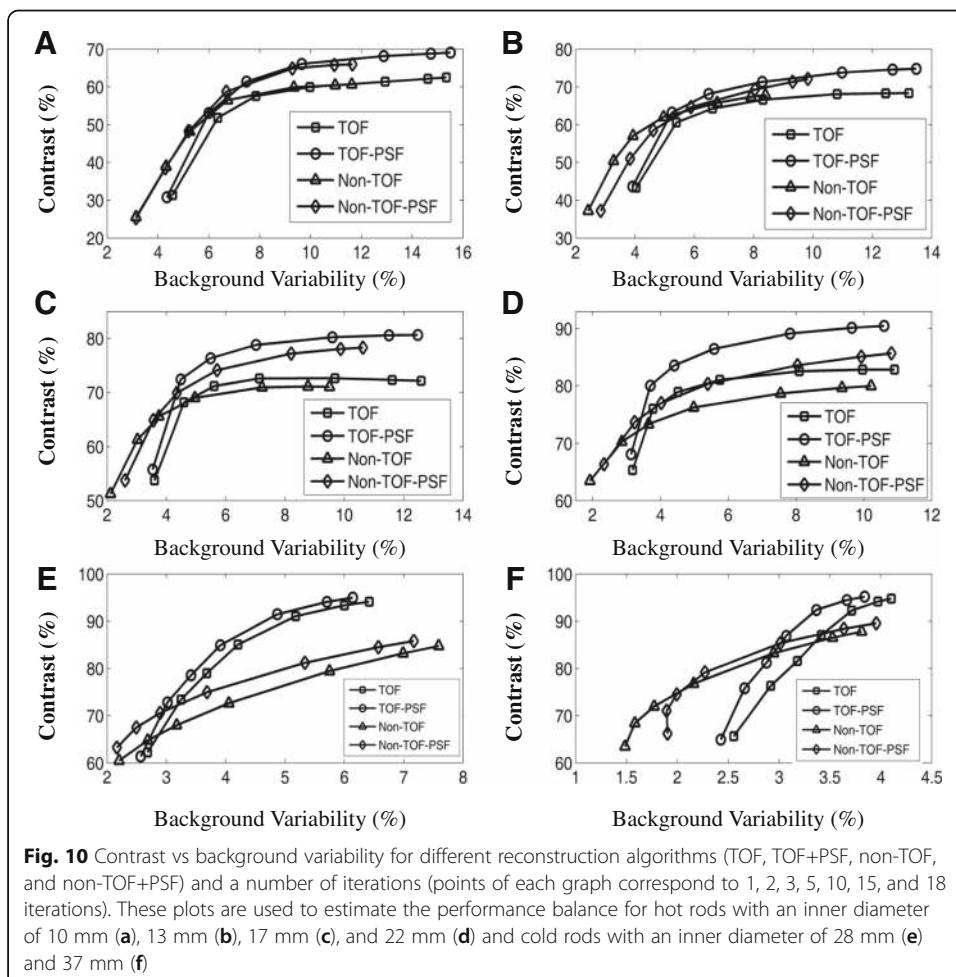 A
B
70
60
50
40
30
20
2 4 6 8 10 12 14 16
Contrast (%)
Background Variability (%)
TOF
TOF-PSF
Non-TOF
Non-TOF-PSF
80
70
60
50
40
30
2 4 6 8 10 12 14
Contrast (%)
Background Variability (%)
TOF
TOF-PSF
Non-TOF
Non-TOF-PSF
C
D
80
70
60
50
2 4 6 8 10 12 14
Contrast (%)
Background Variability (%)
TOF
TOF-PSF
Non-TOF
Non-TOF-PSF
90
80
70
60
2 4 6 8 10 12
Contrast (%)
Background Variability (%)
TOF
TOF-PSF
Non-TOF
Non-TOF-PSF
E
F
100
90
80
70
60
2 3 4 5 6 7 8
Contrast (%)
Background Variability (%)
TOF
TOF-PSF
Non-TOF
Non-TOF-PSF
100
90
80
70
60
1 1.5 2 2.5 3 3.5 4 4.5
Contrast (%)
Background Variability (%)
TOF
TOF-PSF
Non-TOF
Non-TOF-PSF
Fig. 10 Contrast vs background variability for different reconstruction algorithms (TOF, TOF+PSF, non-TOF,
and non-TOF+PSF) and a number of iterations (points of each graph correspond to 1, 2, 3, 5, 10, 15, and 18
iterations). These plots are used to estimate the performance balance for hot rods with an inner diameter
of 10 mm (a), 13 mm (b), 17 mm (c), and 22 mm (d) and cold rods with an inner diameter of 28 mm (e)
and 37 mm (f)